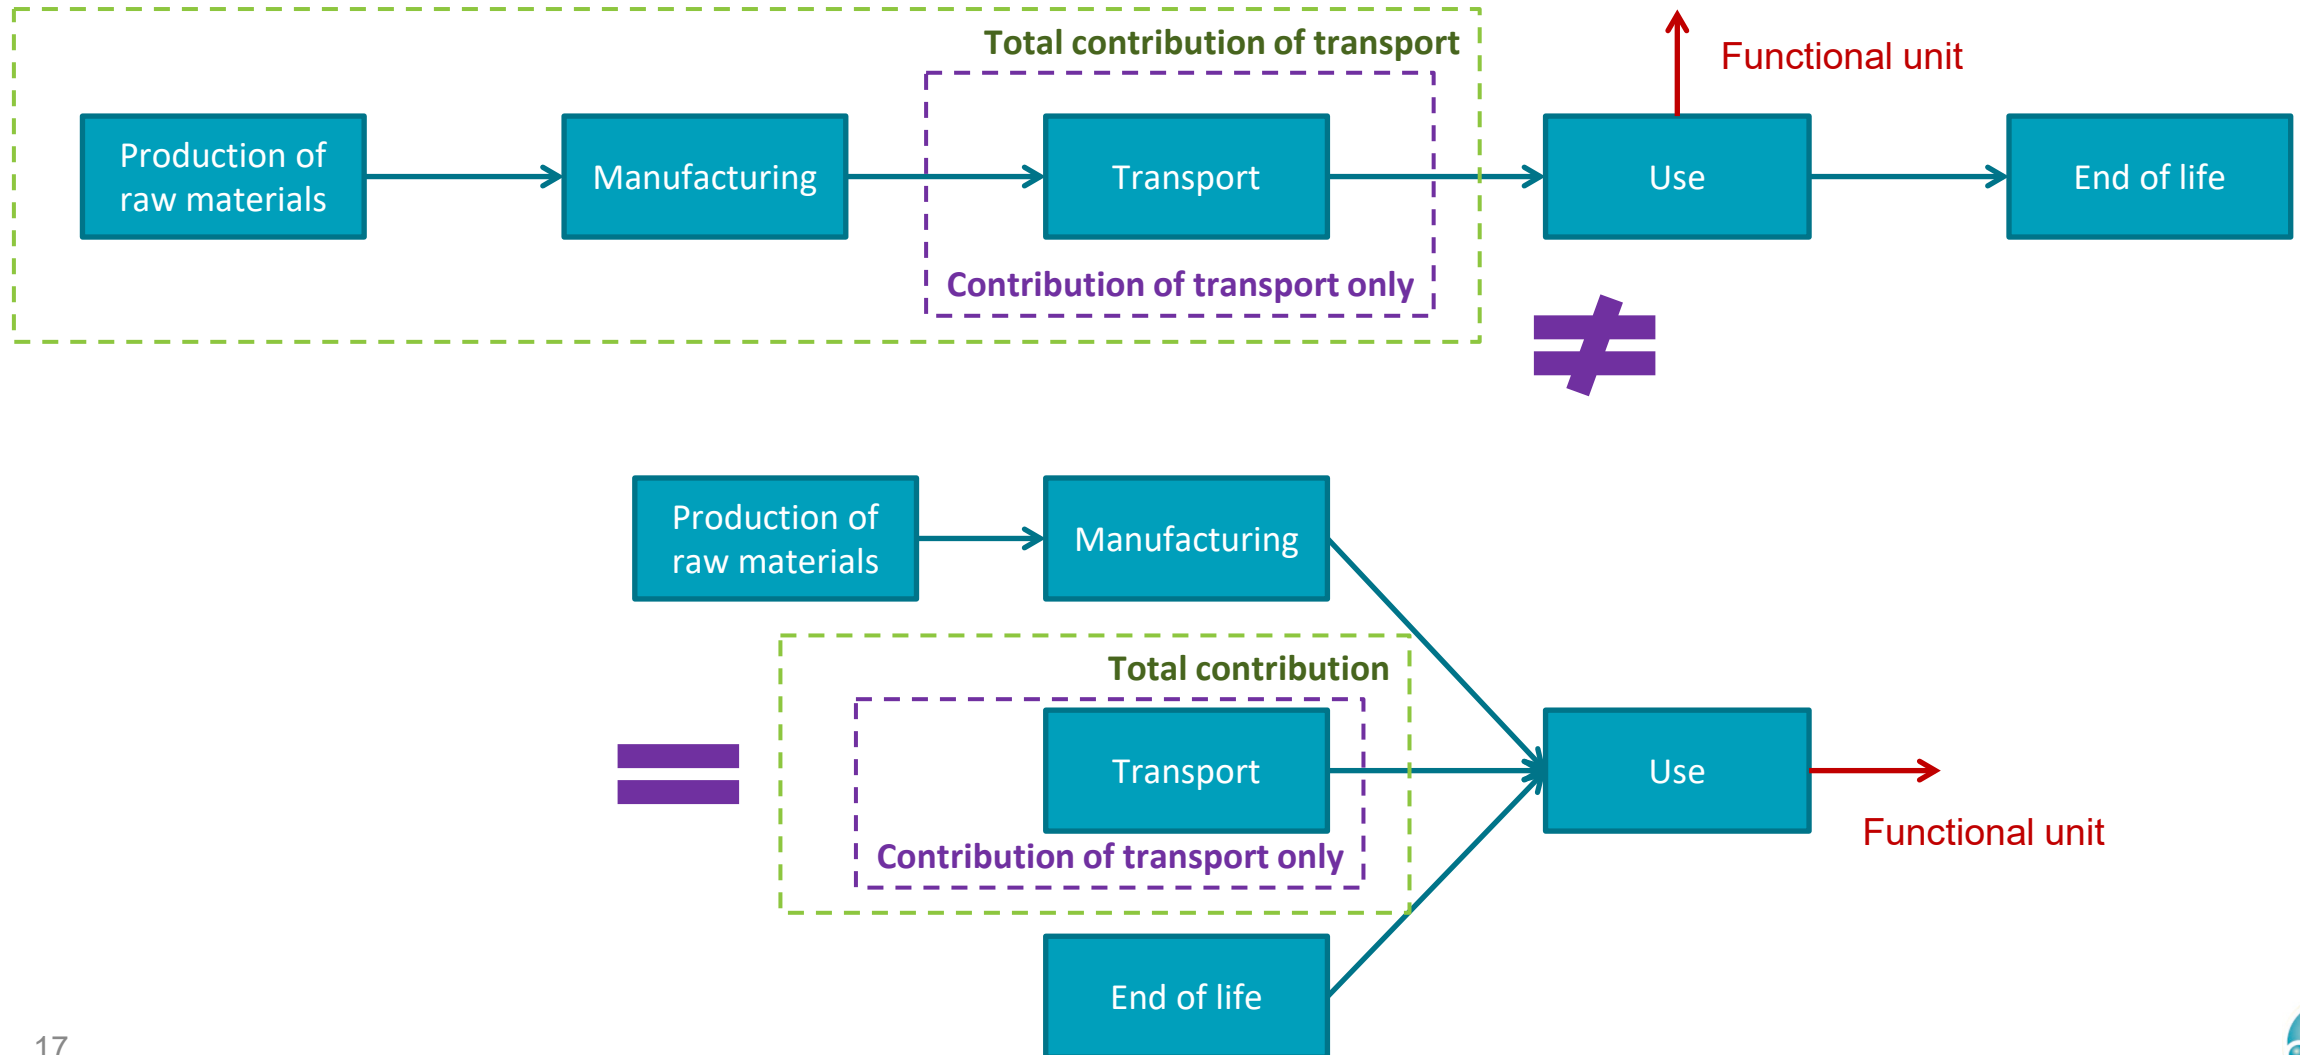 Total contribution of transport
Functional unit
Production of
raw materials
Manufacturing
Transport
Use
End of life
Contribution of transport only
Production of
raw materials
Manufacturing
Total contribution
Transport
Use
Contribution of transport only
Functional unit
End of life
17